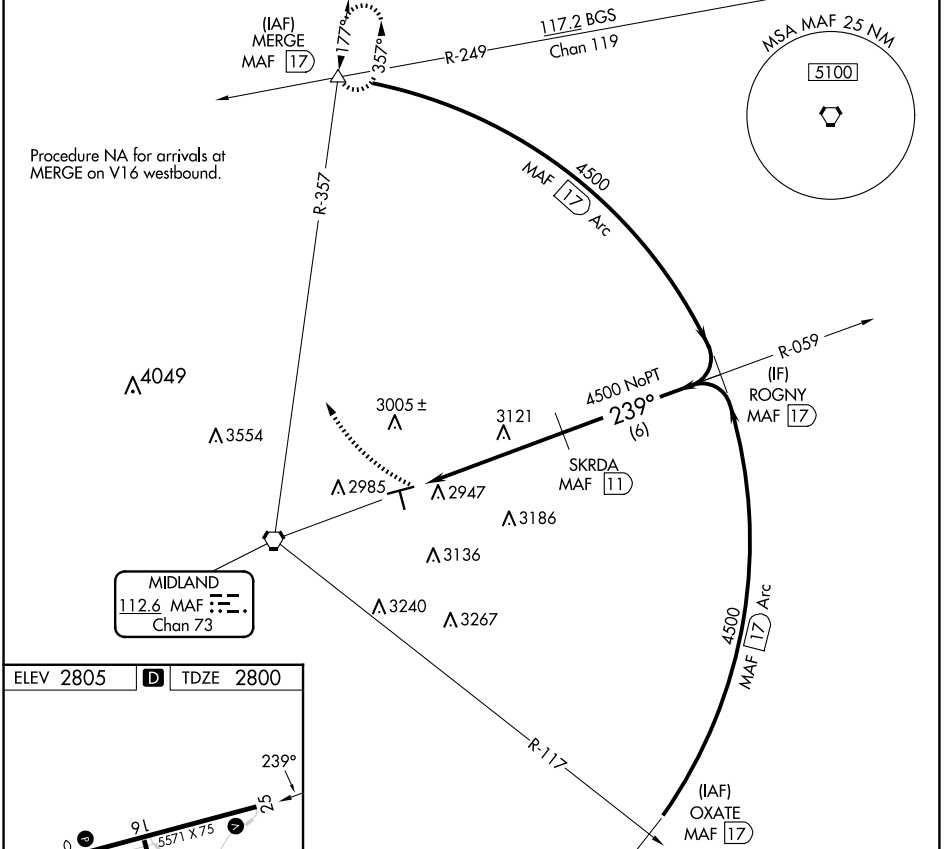 (IAF)
MERGE
MAF 17
177°
357°
R-249
117.2 BGS
Chan 119
MSA MAF 25 NM
5100
Procedure NA for arrivals at
MERGE on V16 westbound.
R-357
4500
MAF 17 Arc
R-059
(IF)
ROGNY
MAF 17
4500 NoPT
239°
(6)
4049
3005 ±
3121
3554
SKRDA
MAF 11
2985
2947
3186
3136
MIDLAND
112.6 MAF
Chan 73
3240
3267
4500
MAF 17 Arc
R-117
(IAF)
OXATE
MAF 17
ELEV 2805
D
TDZE 2800
239°
25
16
5571 X 75
P
V